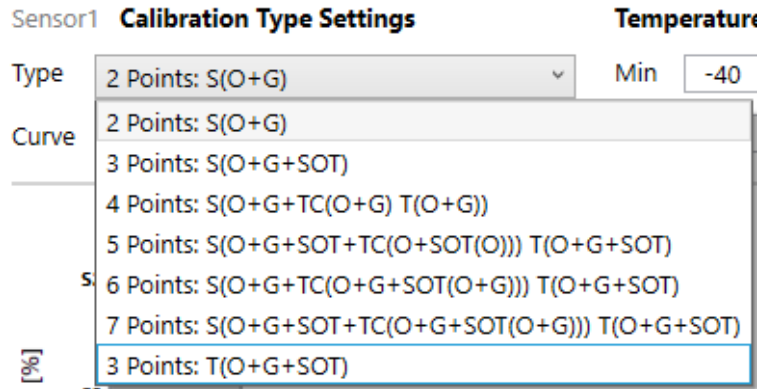 Sensor1 Calibration Type Settings Temperature
Type 2 Points: S(O+G) Min -40
Curve 2 Points: S(O+G)
3 Points: S(O+G+SOT)
4 Points: S(O+G+TC(O+G) T(O+G))
5 Points: S(O+G+SOT+TC(O+SOT(O))) T(O+G+SOT)
6 Points: S(O+G+TC(O+G+SOT(O+G))) T(O+G+SOT)
7 Points: S(O+G+SOT+TC(O+G+SOT(O+G))) T(O+G+SOT)
[%] 3 Points: T(O+G+SOT)